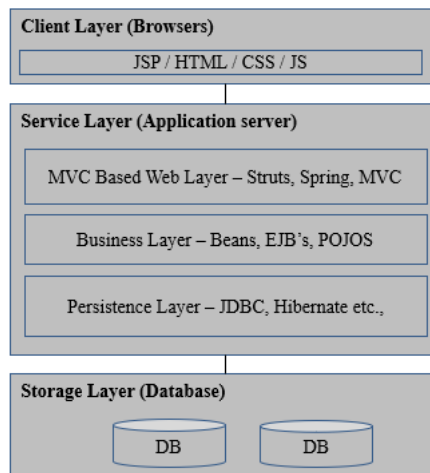 Client Layer (Browsers)
JSP / HTML / CSS / JS
Service Layer (Application server)
MVC Based Web Layer – Struts, Spring, MVC
Business Layer – Beans, EJB’s, POJOS
Persistence Layer – JDBC, Hibernate etc.,
Storage Layer (Database)
DB
DB